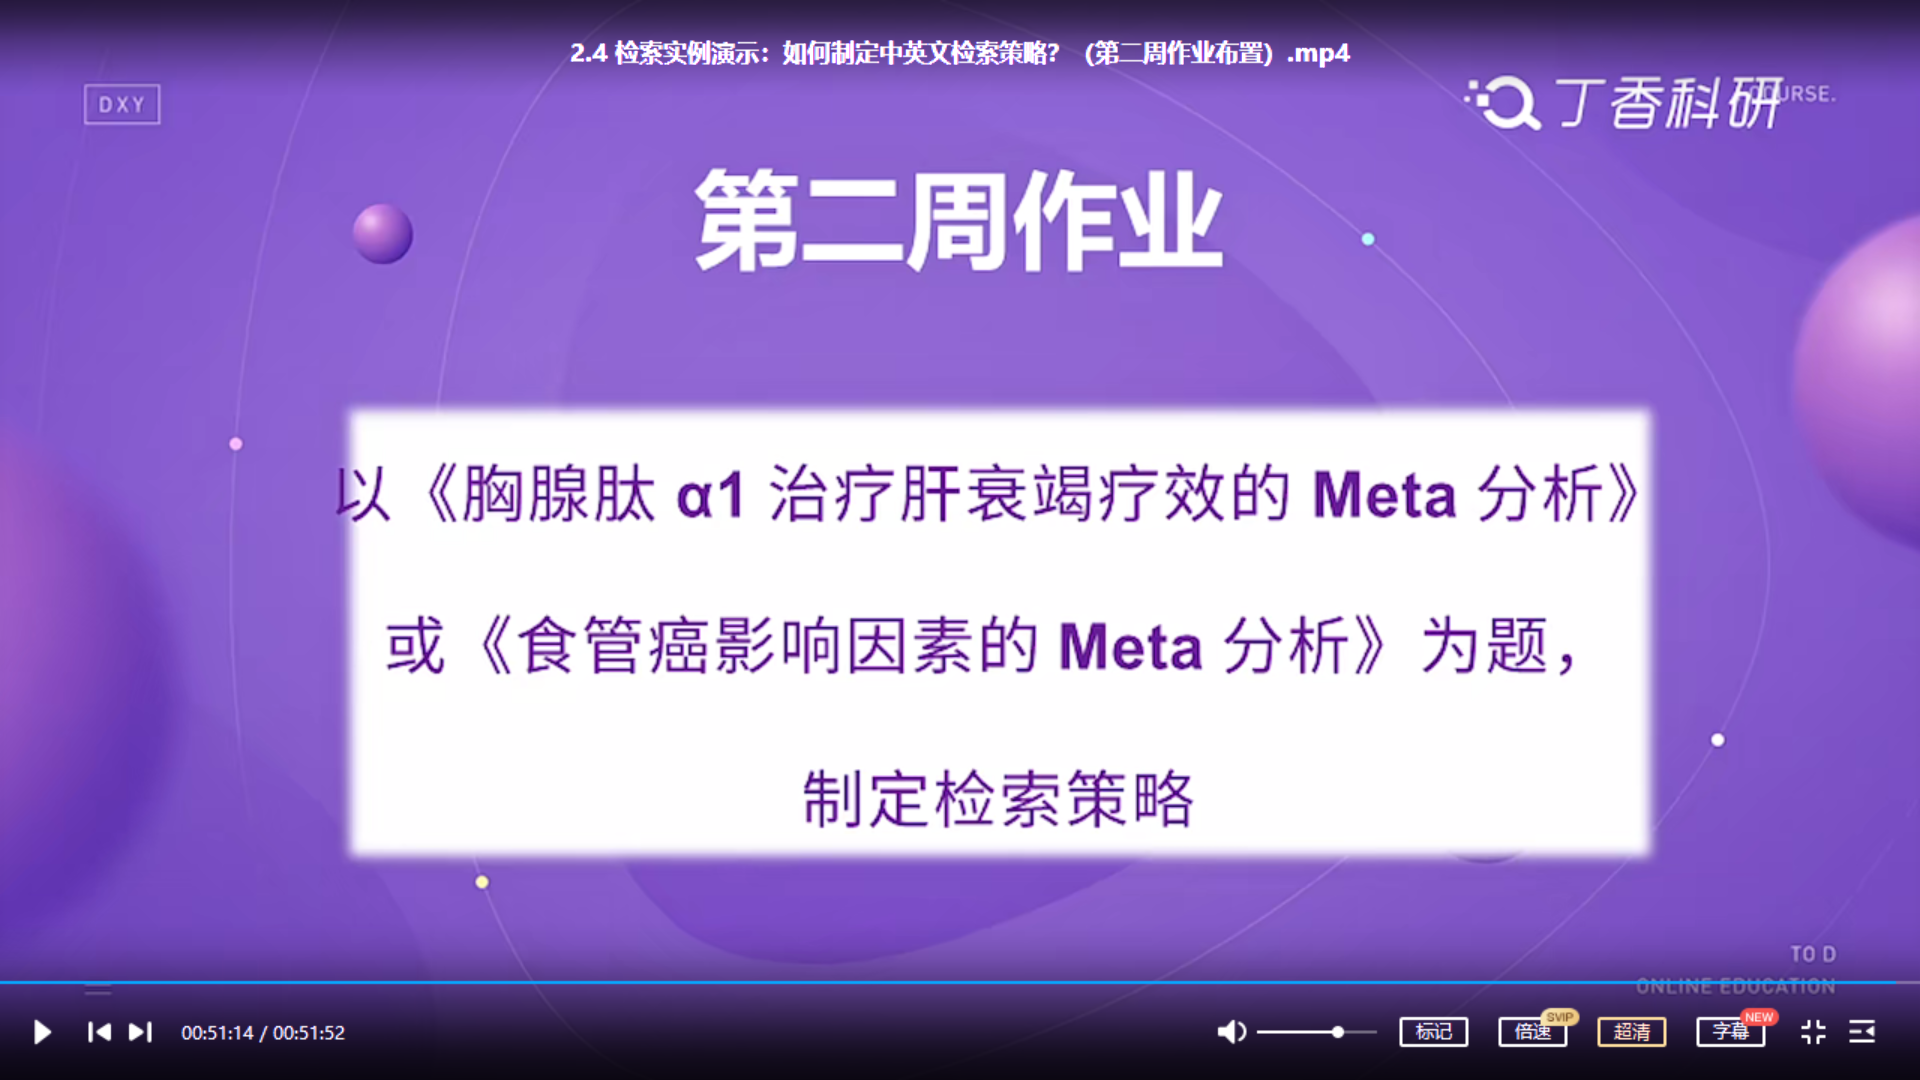 2.4 检索实例演示：如何制定中英文检索策略？（第二周作业布置）.mp4
DXY
丁香科研
OURSE.
第二周作业
以《胸腺肽 α1 治疗肝衰竭疗效的 Meta 分析》
或《食管癌影响因素的 Meta 分析》为题，
制定检索策略
TO D
ONLINE EDUCATION
00:51:14 / 00:51:52
标记
倍速
SVIP
超清
字幕
NEW